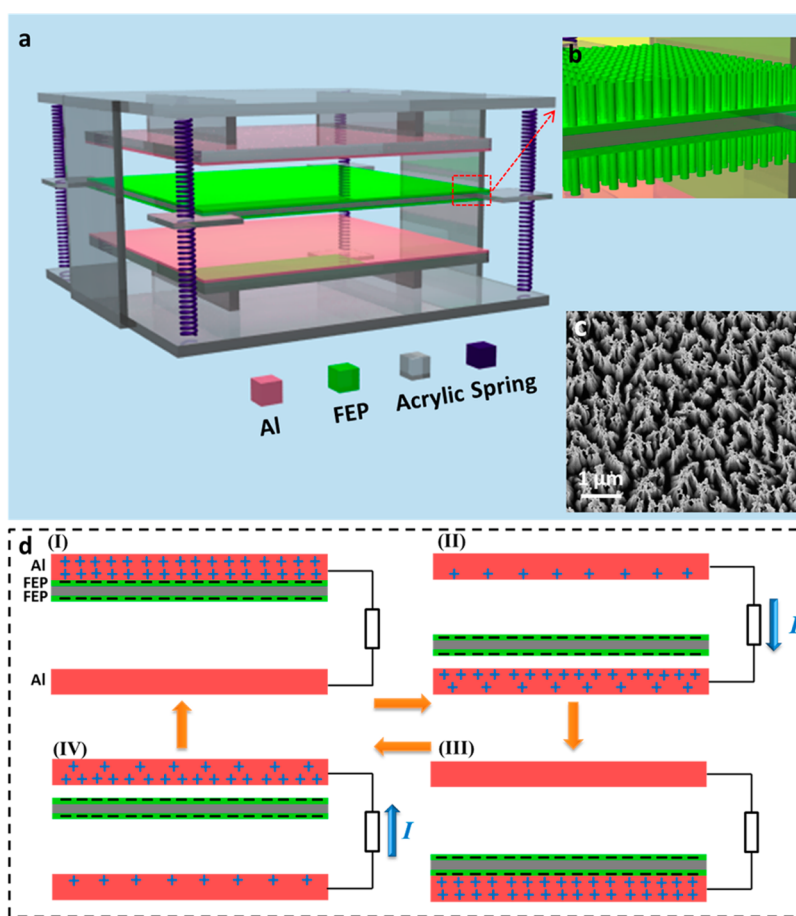 a
b
Al
FEP
Acrylic
Spring
c
1 μm
d
(I)
Al
FEP
FEP
Al
(II)
I
(IV)
I
(III)